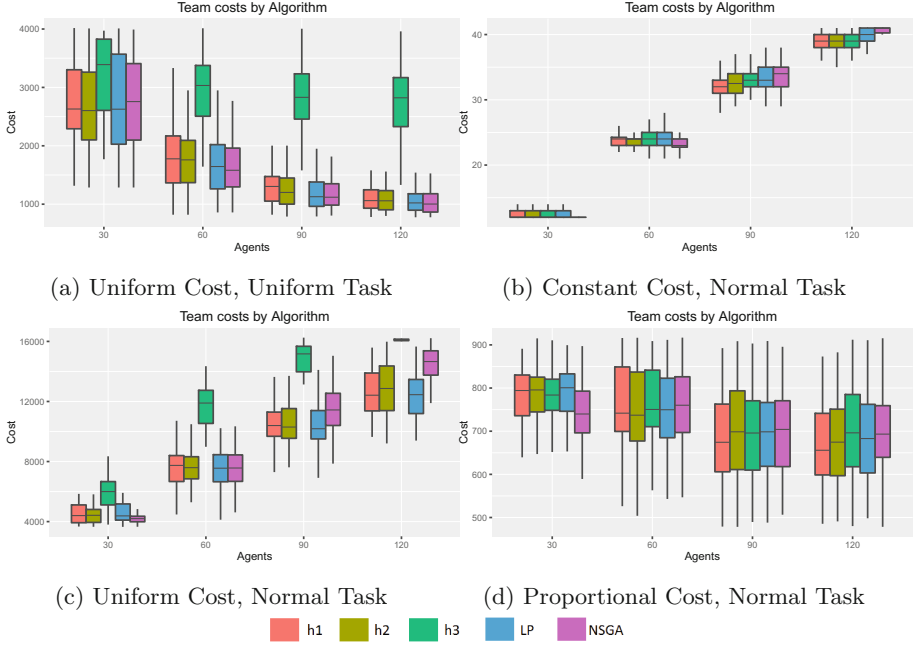 Team costs by Algorithm
4000
3000
2000
1000
Cost
30 60 90 120
Agents
(a) Uniform Cost, Uniform Task
Team costs by Algorithm
40
30
20
Cost
30 60 90 120
Agents
(b) Constant Cost, Normal Task
Team costs by Algorithm
16000
12000
8000
4000
Cost
30 60 90 120
Agents
(c) Uniform Cost, Normal Task
Team costs by Algorithm
900
800
700
600
500
Cost
30 60 90 120
Agents
(d) Proportional Cost, Normal Task
h1 h2 h3 LP NSGA